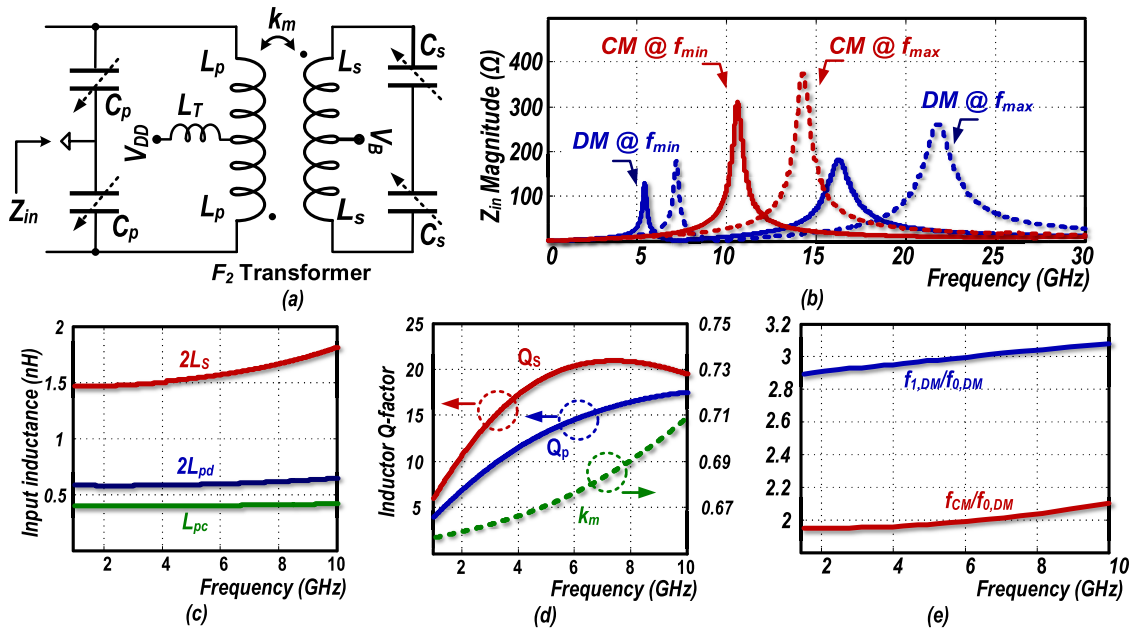 k_m
L_p
L_s
C_s
C_p
L_T
V_DD
V_B
Z_in
L_p
L_s
C_p
C_s
F_2 Transformer
(a)
Z_in Magnitude (Ω)
400
300
200
100
CM @ f_min
CM @ f_max
DM @ f_min
DM @ f_max
0 5 10 15 20 25 30
Frequency (GHz)
(b)
Input inductance (nH)
2
1.5
1
0.5
2L_S
2L_pd
L_pc
2 4 6 8 10
Frequency (GHz)
(c)
Inductor Q-factor
25
20
15
10
5
0.75
0.73
0.71
0.69
0.67
Q_S
Q_p
k_m
2 4 6 8 10
Frequency (GHz)
(d)
3.2
3
2.8
2.6
2.4
2.2
2
f_1,DM/f_0,DM
f_CM/f_0,DM
2 4 6 8 10
10
Frequency (GHz)
(e)